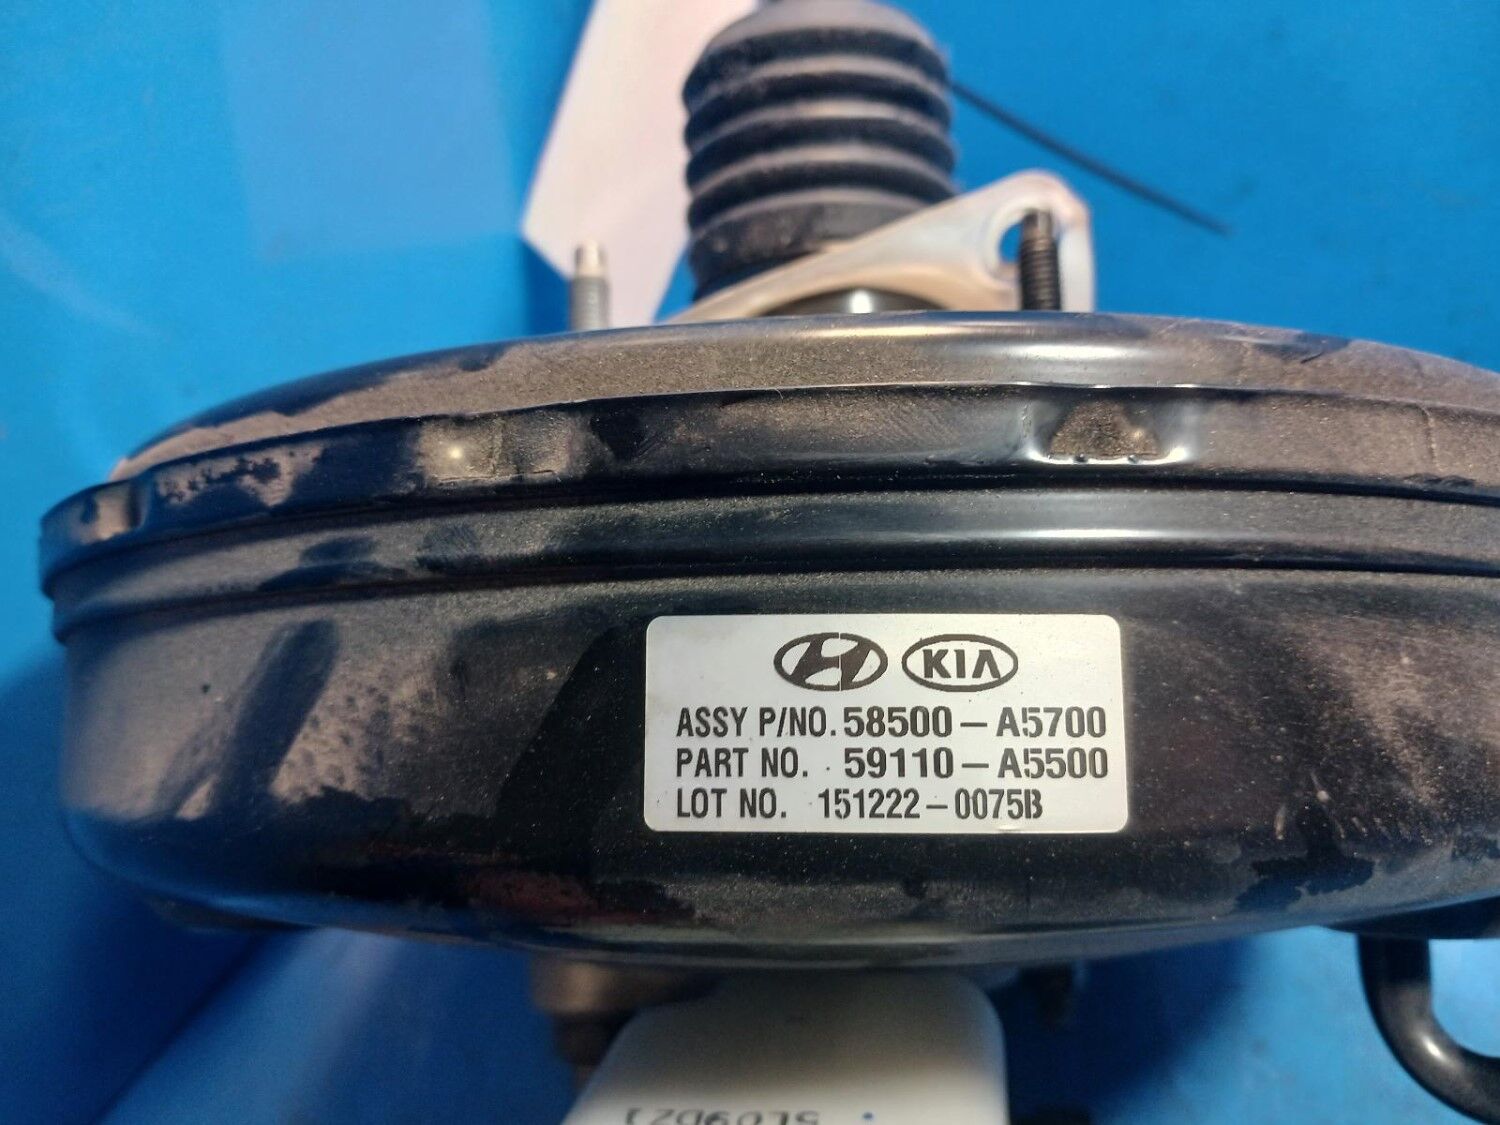 KIA
ASSY P/NO. 58500-A5700
PART NO. 59110-A5500
LOT NO. 151222-0075B